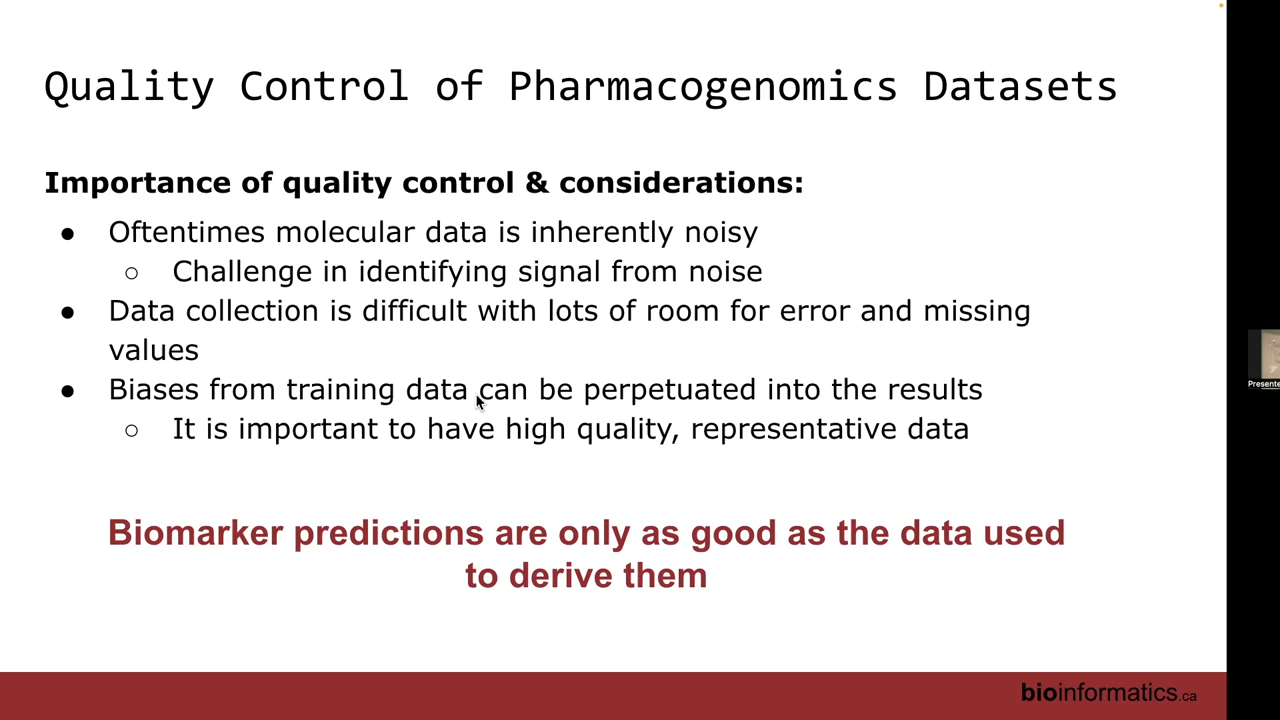 Quality Control of Pharmacogenomics Datasets
Importance of quality control & considerations:
● Oftentimes molecular data is inherently noisy
○ Challenge in identifying signal from noise
● Data collection is difficult with lots of room for error and missing
values
● Biases from training data can be perpetuated into the results
○ It is important to have high quality, representative data
Biomarker predictions are only as good as the data used
to derive them
bioinformatics.ca
Presente